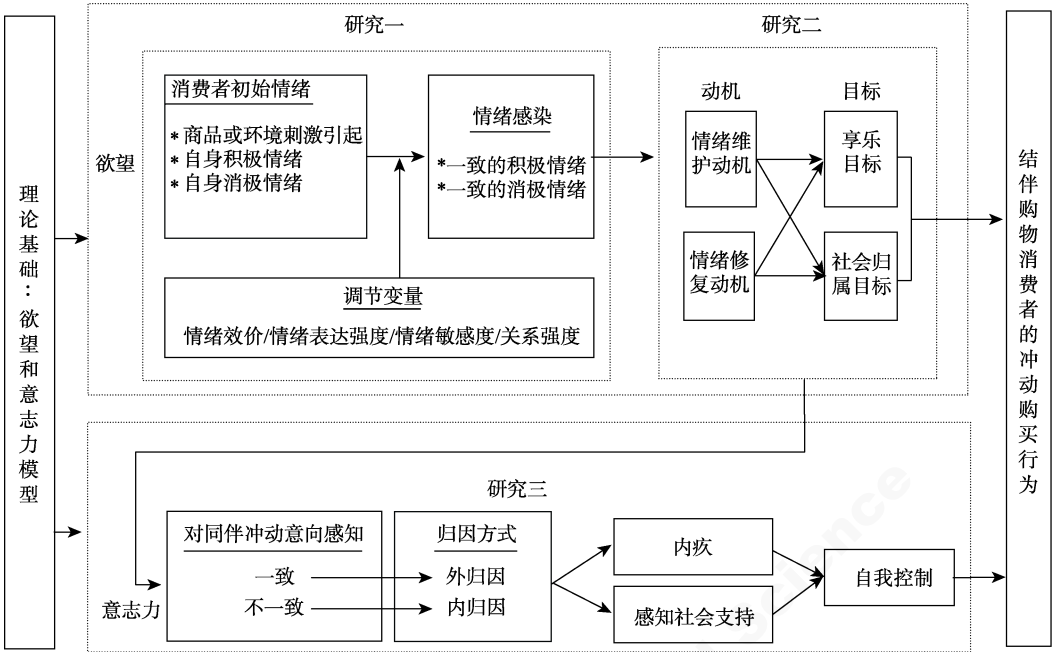 理论基础：欲望和意志力模型
研究一
欲望
消费者初始情绪
*商品或环境刺激引起
*自身积极情绪
*自身消极情绪
情绪感染
*一致的积极情绪
*一致的消极情绪
调节变量
情绪效价/情绪表达强度/情绪敏感度/关系强度
研究二
动机
目标
情绪维
护动机
享乐
目标
情绪修
复动机
社会归
属目标
研究三
意志力
对同伴冲动意向感知
一致
不一致
归因方式
外归因
内归因
内疚
感知社会支持
自我控制
结伴购物消费者的冲动购买行为